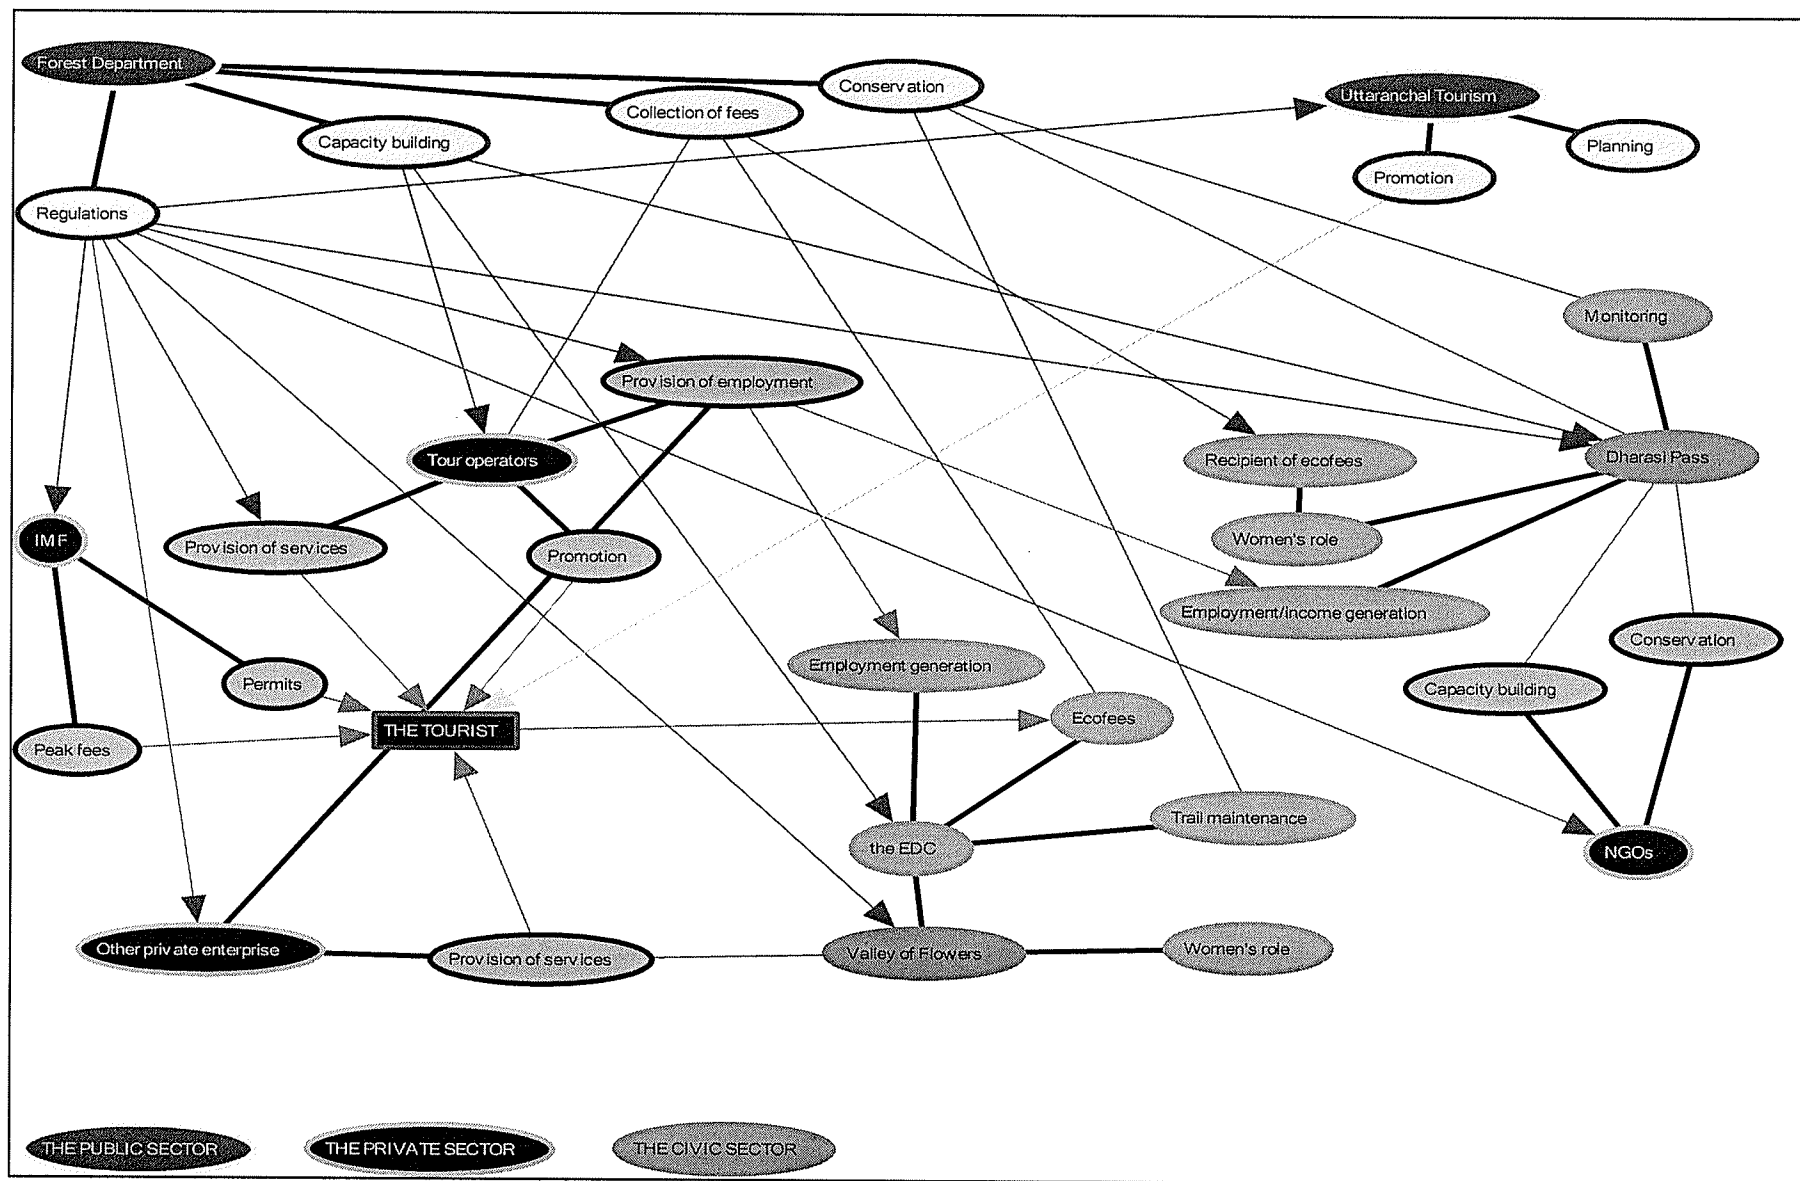 Forest Department
Conservation
Uttaranchal Tourism
Collection of fees
Capacity building
Planning
Promotion
Regulations
Monitoring
Provision of employment
Tour operators
Recipient of ecofees
Dharasi Pass
IMF
Provision of services
Promotion
Women's role
Employment/income generation
Conservation
Employment generation
Permits
Capacity building
Ecofees
THE TOURIST
Peak fees
Trail maintenance
the EDC
NGOs
Other private enterprise
Provision of services
Valley of Flowers
Women's role
THE PUBLIC SECTOR
THE PRIVATE SECTOR
THE CIVIC SECTOR